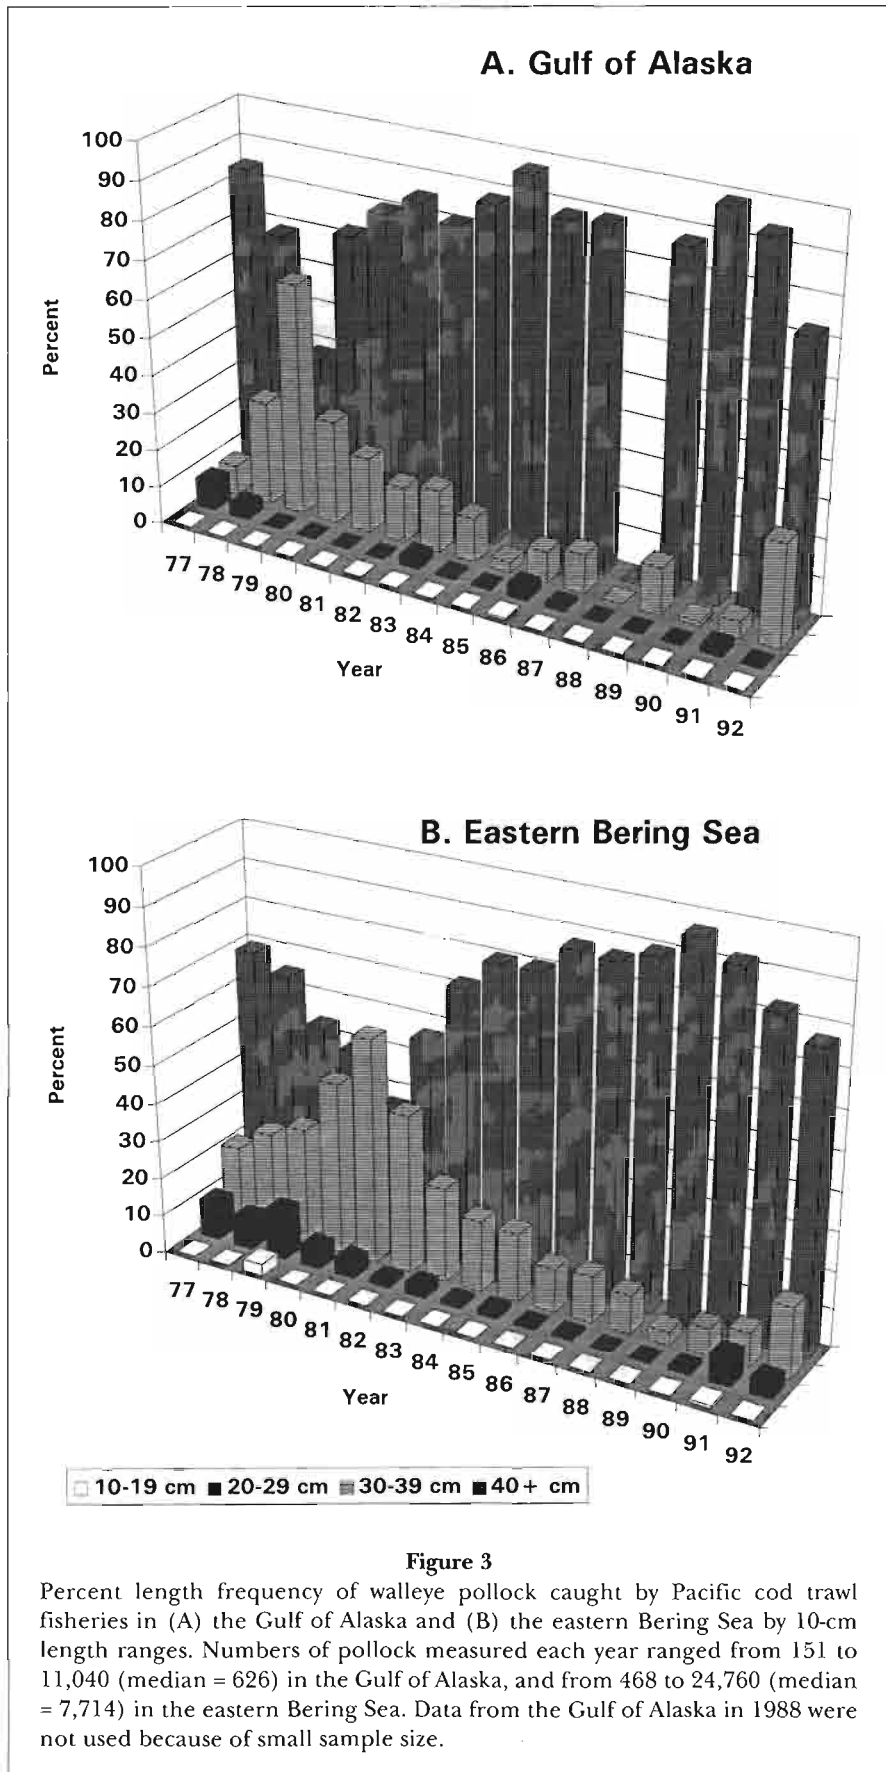 A. Gulf of Alaska
100
90
80
70
60
50
40
30
20
10
0
Percent
77 78 79 80 81 82 83 84 85 86 87 88 89 90 91 92
Year
B. Eastern Bering Sea
100
90
80
70
60
50
40
30
20
10
0
Percent
77 78 79 80 81 82 83 84 85 86 87 88 89 90 91 92
Year
10-19 cm 20-29 cm 30-39 cm 40+ cm
Figure 3
Percent length frequency of walleye pollock caught by Pacific cod trawl
fisheries in (A) the Gulf of Alaska and (B) the eastern Bering Sea by 10-cm
length ranges. Numbers of pollock measured each year ranged from 151 to
11,040 (median = 626) in the Gulf of Alaska, and from 468 to 24,760 (median
= 7,714) in the eastern Bering Sea. Data from the Gulf of Alaska in 1988 were
not used because of small sample size.